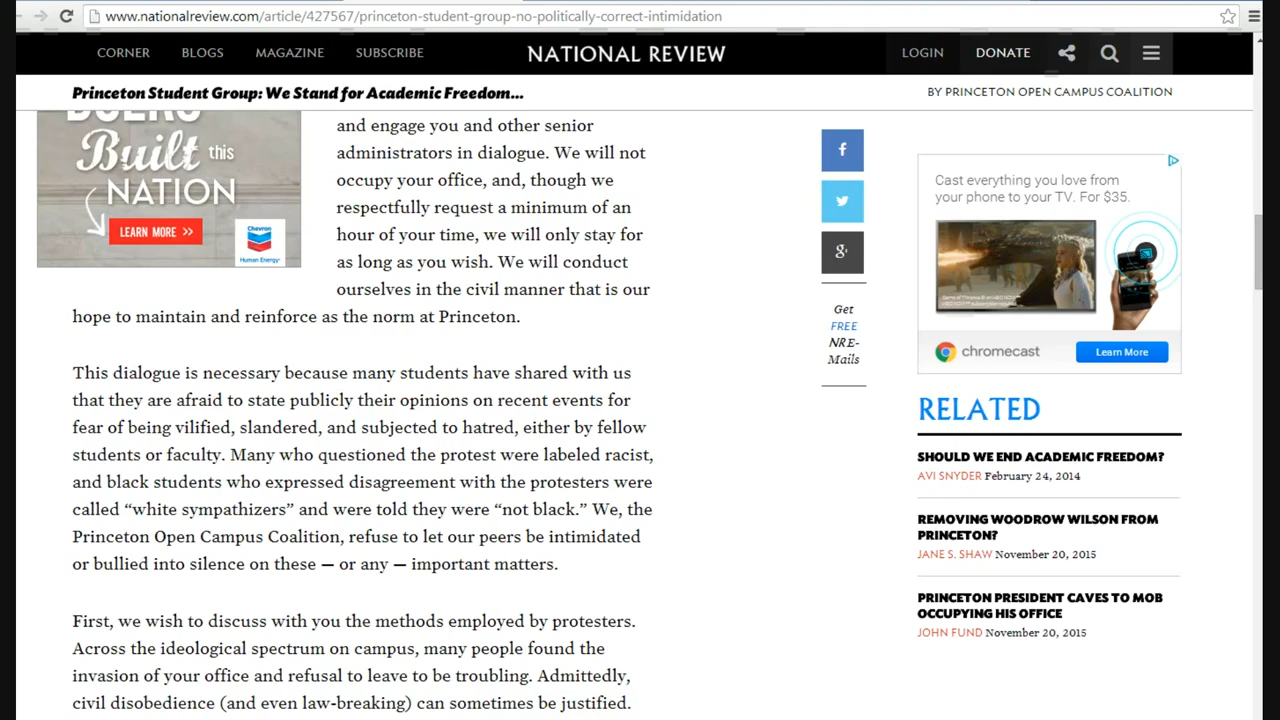 www.nationalreview.com/article/427567/princeton-student-group-no-politically-correct-intimidation
CORNER BLOGS MAGAZINE SUBSCRIBE NATIONAL REVIEW LOGIN DONATE
Princeton Student Group: We Stand for Academic Freedom...
BY PRINCETON OPEN CAMPUS COALITION
Built this
NATION
LEARN MORE >>
Chevron
Human Energy
and engage you and other senior
administrators in dialogue. We will not
occupy your office, and, though we
respectfully request a minimum of an
hour of your time, we will only stay for
as long as you wish. We will conduct
ourselves in the civil manner that is our
hope to maintain and reinforce as the norm at Princeton.
This dialogue is necessary because many students have shared with us
that they are afraid to state publicly their opinions on recent events for
fear of being vilified, slandered, and subjected to hatred, either by fellow
students or faculty. Many who questioned the protest were labeled racist,
and black students who expressed disagreement with the protesters were
called “white sympathizers” and were told they were “not black.” We, the
Princeton Open Campus Coalition, refuse to let our peers be intimidated
or bullied into silence on these — or any — important matters.
First, we wish to discuss with you the methods employed by protesters.
Across the ideological spectrum on campus, many people found the
invasion of your office and refusal to leave to be troubling. Admittedly,
civil disobedience (and even law-breaking) can sometimes be justified.
f
g+
Get
FREE
NRE-
Mails
Cast everything you love from
your phone to your TV. For $35.
chromecast
Learn More
RELATED
SHOULD WE END ACADEMIC FREEDOM?
AVI SNYDER February 24, 2014
REMOVING WOODROW WILSON FROM
PRINCETON?
JANE S. SHAW November 20, 2015
PRINCETON PRESIDENT CAVES TO MOB
OCCUPYING HIS OFFICE
JOHN FUND November 20, 2015